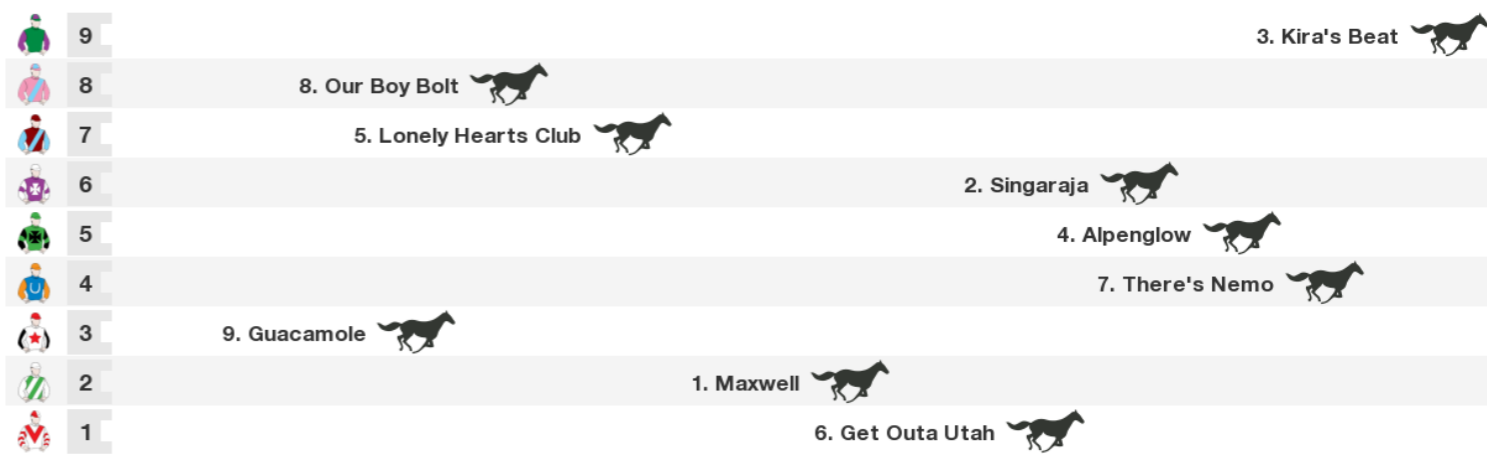 9 3. Kira's Beat
8 8. Our Boy Bolt
7 5. Lonely Hearts Club
6 2. Singaraja
5 4. Alpenglow
4 7. There's Nemo
3 9. Guacamole
2 1. Maxwell
1 6. Get Outa Utah